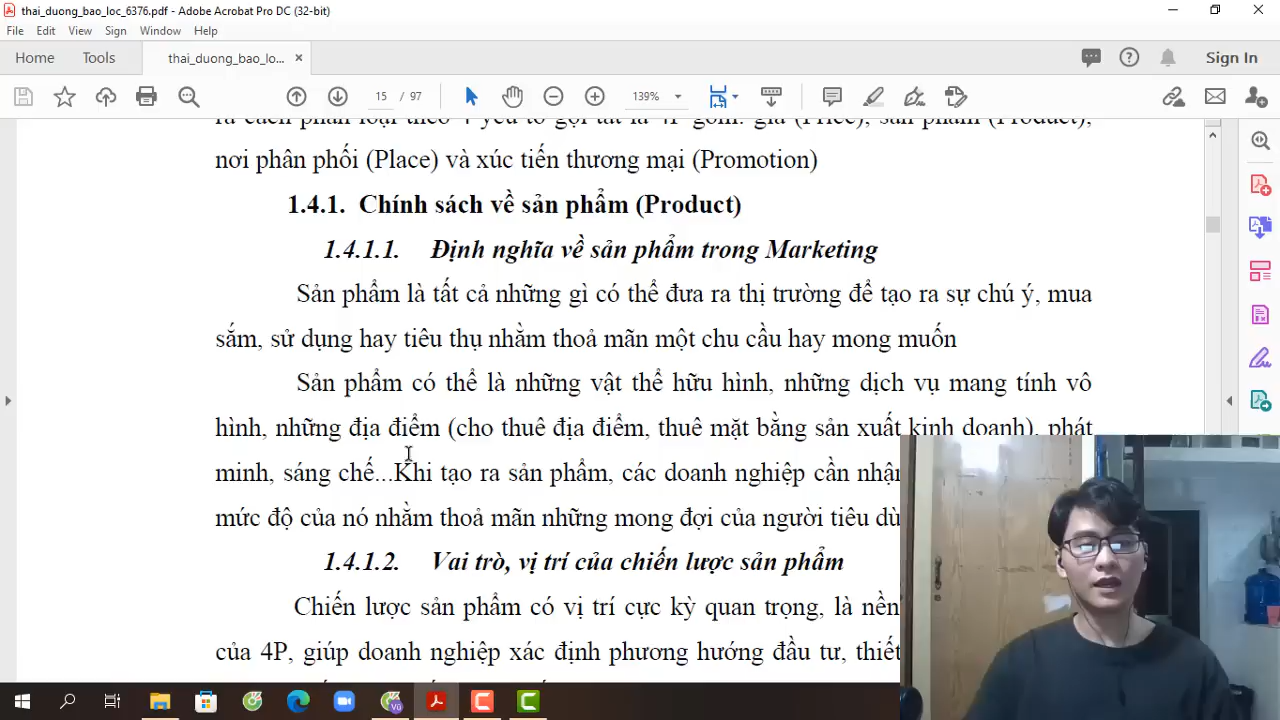 thai_duong_bao_loc_6376.pdf - Adobe Acrobat Pro DC (32-bit)
File Edit View Sign Window Help
Home Tools thai_duong_bao_lo... × Sign In
15 / 97 139%
nơi phân phối (Place) và xúc tiến thương mại (Promotion)
1.4.1. Chính sách về sản phẩm (Product)
1.4.1.1. Định nghĩa về sản phẩm trong Marketing
Sản phẩm là tất cả những gì có thể đưa ra thị trường để tạo ra sự chú ý, mua
sắm, sử dụng hay tiêu thụ nhằm thoả mãn một chu cầu hay mong muốn
Sản phẩm có thể là những vật thể hữu hình, những dịch vụ mang tính vô
hình, những địa điểm (cho thuê địa điểm, thuê mặt bằng sản xuất kinh doanh), phát
minh, sáng chế...Khi tạo ra sản phẩm, các doanh nghiệp cần nhận
mức độ của nó nhằm thoả mãn những mong đợi của người tiêu dù
1.4.1.2. Vai trò, vị trí của chiến lược sản phẩm
Chiến lược sản phẩm có vị trí cực kỳ quan trọng, là nền
của 4P, giúp doanh nghiệp xác định phương hướng đầu tư, thiết